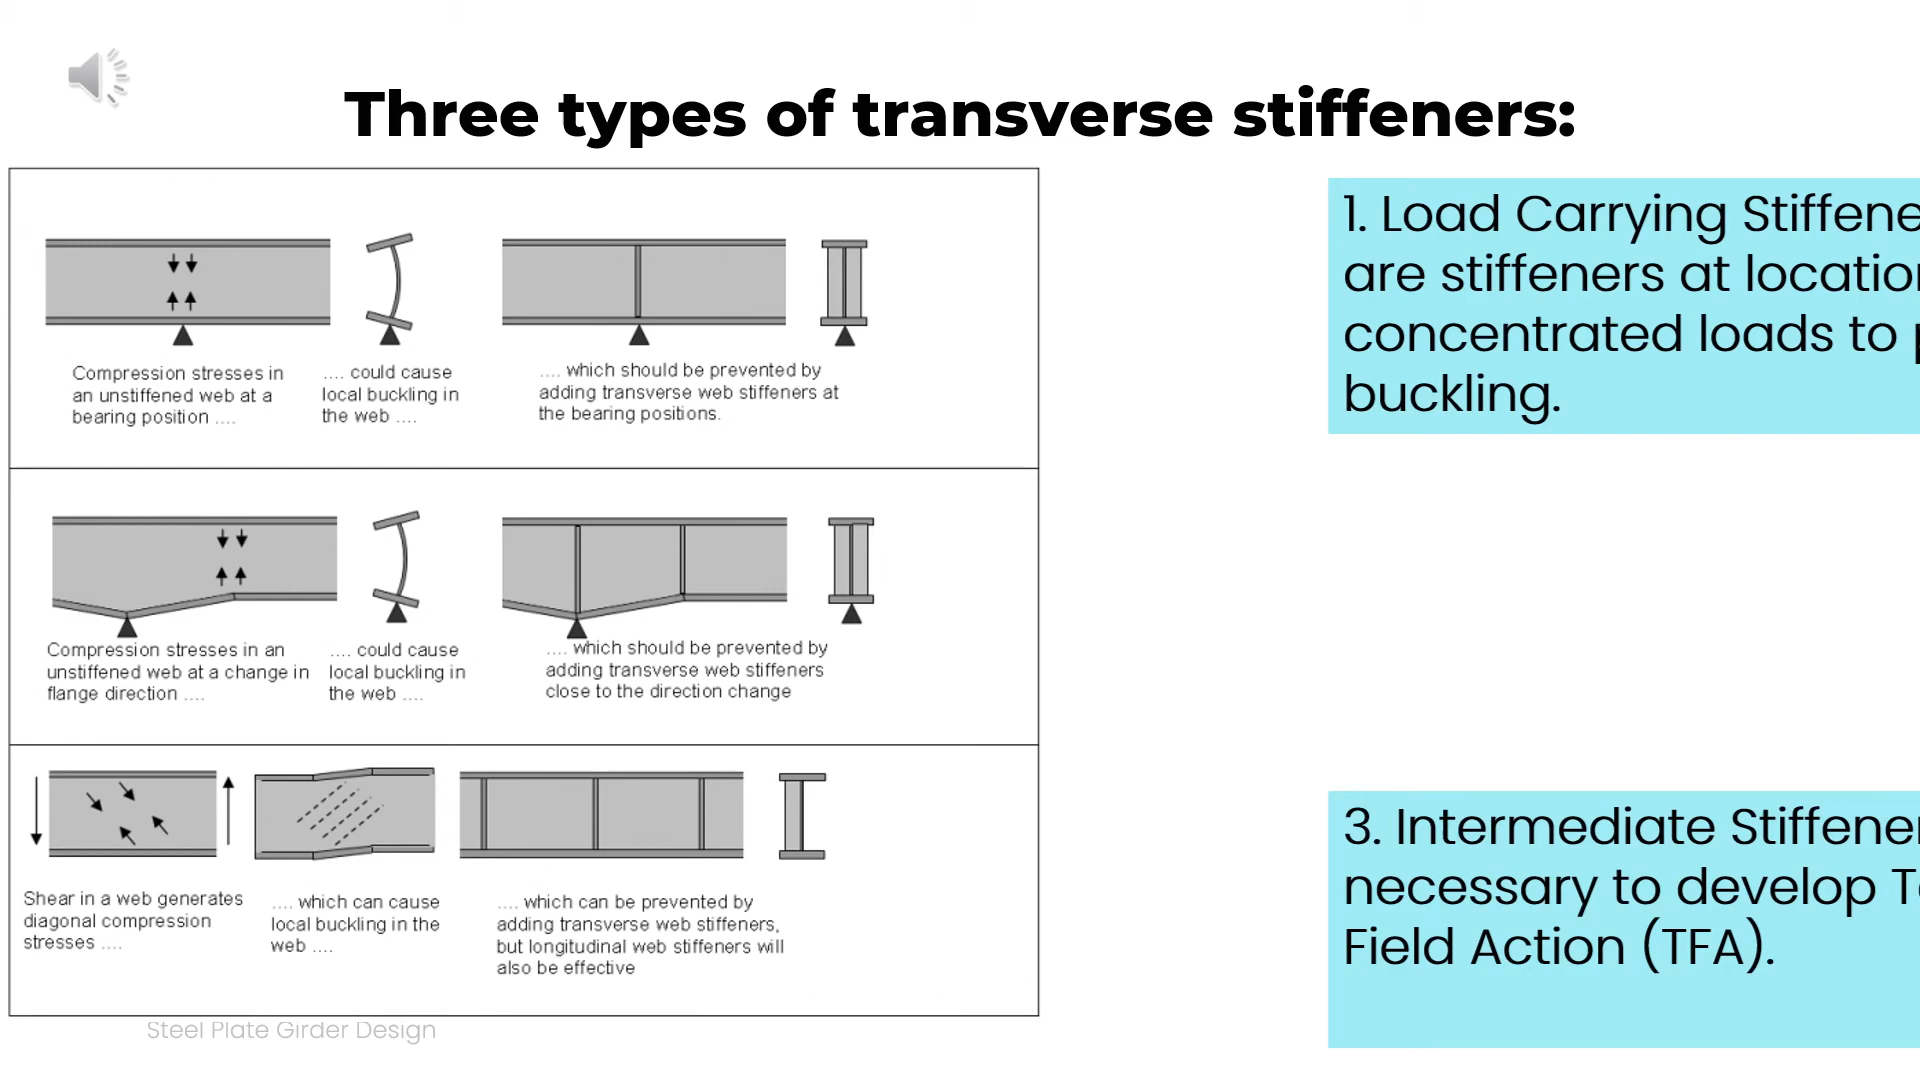 Three types of transverse stiffeners:
Compression stresses in
an unstiffened web at a
bearing position ....
.... could cause
local buckling in
the web ....
.... which should be prevented by
adding transverse web stiffeners at
the bearing positions.
Compression stresses in an
unstiffened web at a change in
flange direction ....
.... could cause
local buckling in
the web ....
.... which should be prevented by
adding transverse web stiffeners
close to the direction change
Shear in a web generates
diagonal compression
stresses ....
.... which can cause
local buckling in the
web ....
.... which can be prevented by
adding transverse web stiffeners,
but longitudinal web stiffeners will
also be effective
1. Load Carrying
are stiffeners at
concentrated loads to
buckling.
3. Intermediate
necessary to develop
Field Action (TFA).
Steel Plate Girder Design